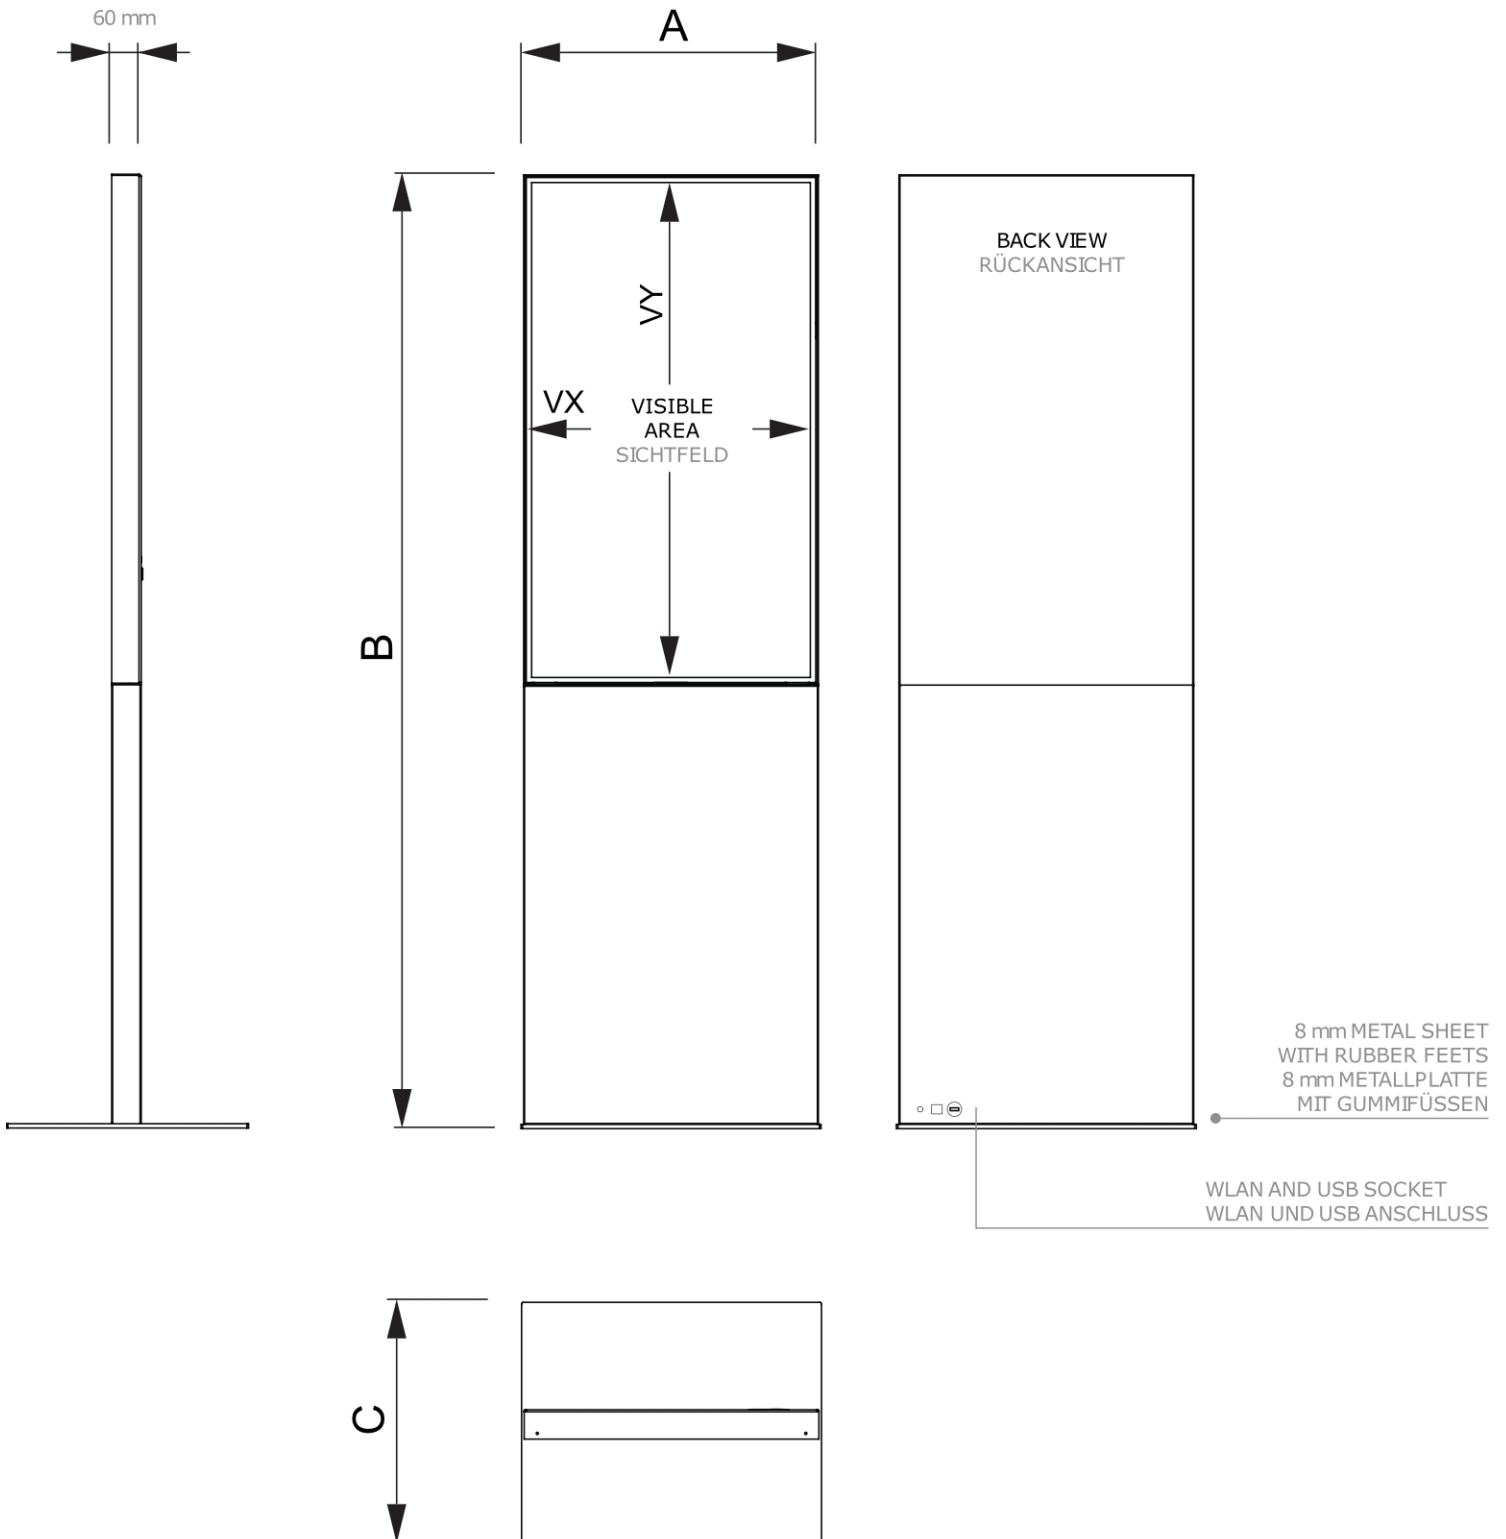 60 mm
A
B
VY
VX
VISIBLE
AREA
SICHTFELD
BACK VIEW
RÜCKANSICHT
8 mm METAL SHEET
WITH RUBBER FEETS
8 mm METALLPLATTE
MIT GUMMIFÜSSEN
WLAN AND USB SOCKET
WLAN UND USB ANSCHLUSS
C